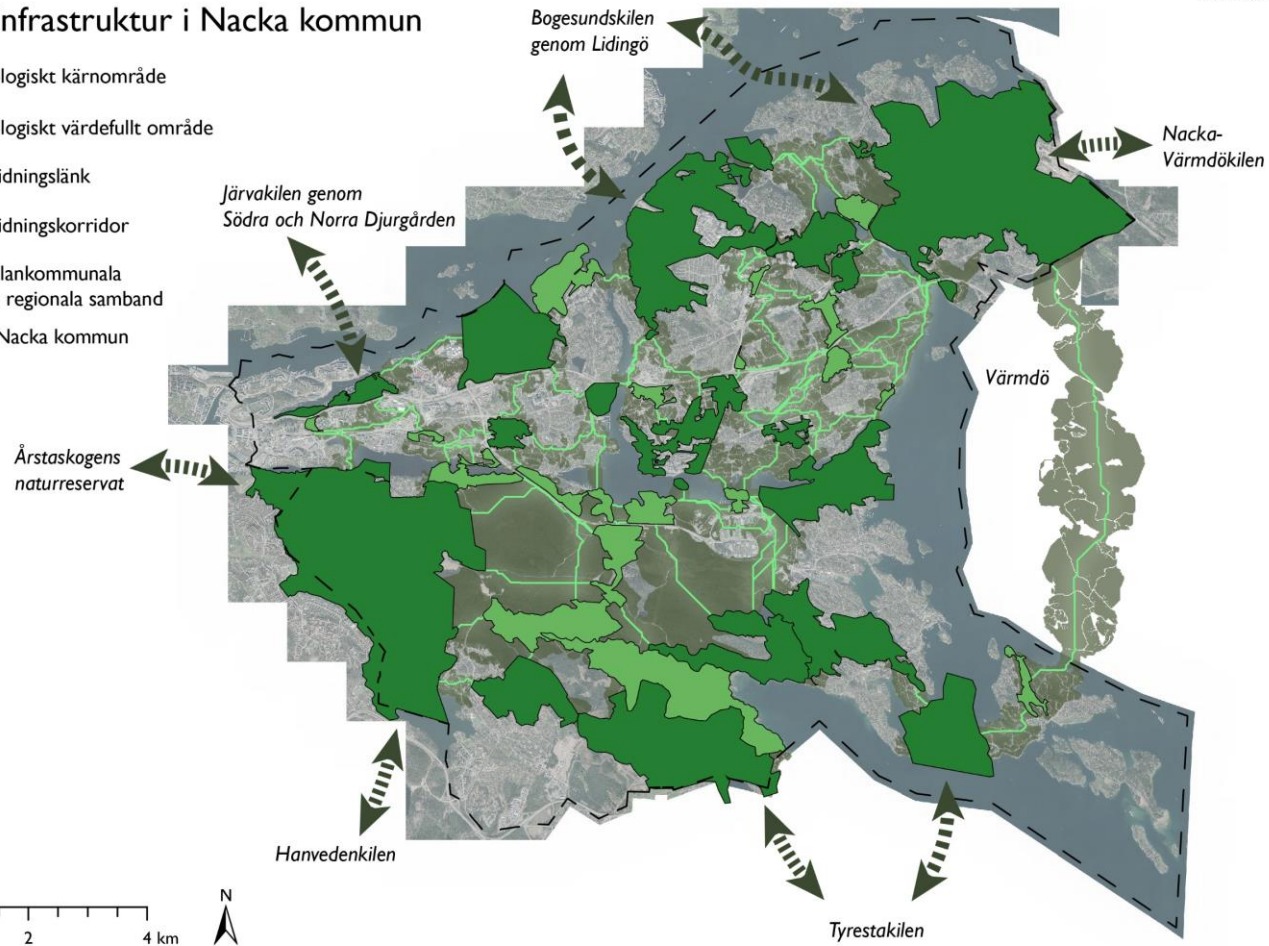 nfrastruktur i Nacka kommun
logiskt kärnområde
logiskt värdefullt område
idningslänk
idningskorridor
lankommunala
regionala samband
Nacka kommun
Bogesundskilen
genom Lidingö
Nacka-
Värmdökilen
Järvakilen genom
Södra och Norra Djurgården
Värmdö
Årstaskogens
naturreservat
Hanvedenkilen
Tyrestakilen
N
2 4 km